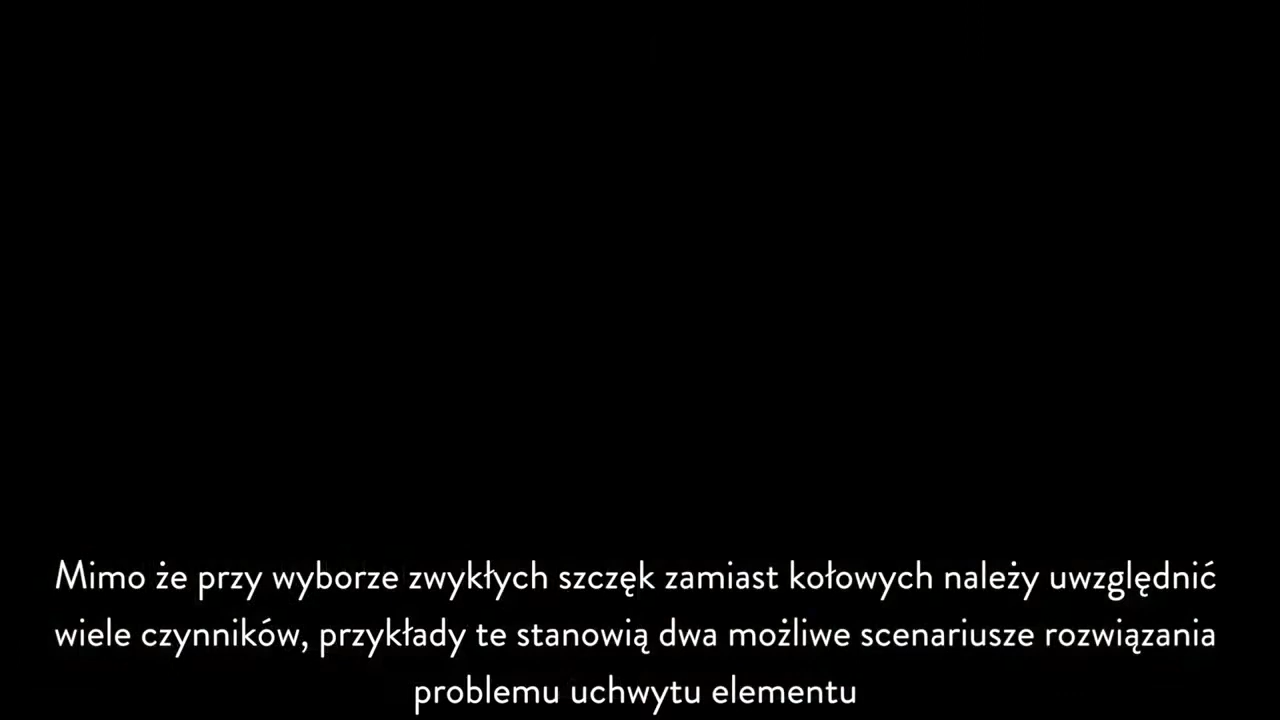 Mimo że przy wyborze zwykłych szczęk zamiast kołowych należy uwzględnić
wiele czynników, przykłady te stanowią dwa możliwe scenariusze rozwiązania
problemu uchwytu elementu